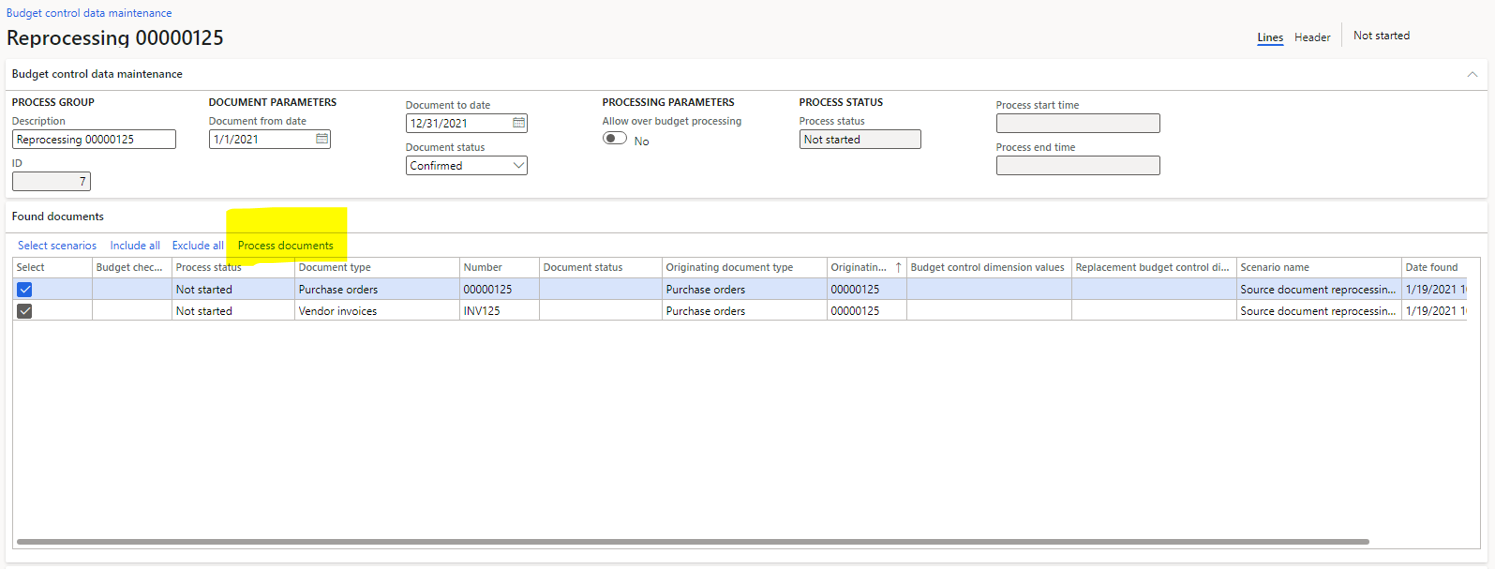 Budget control data maintenance
Reprocessing 00000125
Lines Header Not started
Budget control data maintenance
PROCESS GROUP
Description
Reprocessing 00000125
ID
7
DOCUMENT PARAMETERS
Document from date
1/1/2021
Document to date
12/31/2021
Document status
Confirmed
PROCESSING PARAMETERS
Allow over budget processing
No
PROCESS STATUS
Process status
Not started
Process start time
Process end time
Found documents
Select scenarios Include all Exclude all Process documents
Select Budget chec... Process status Document type Number Document status Originating document type Originatin... ↑ Budget control dimension values Replacement budget control di... Scenario name Date found
Not started Purchase orders 00000125 Purchase orders 00000125 Source document reprocessin... 1/19/2021
Not started Vendor invoices INV125 Purchase orders 00000125 Source document reprocessin... 1/19/2021